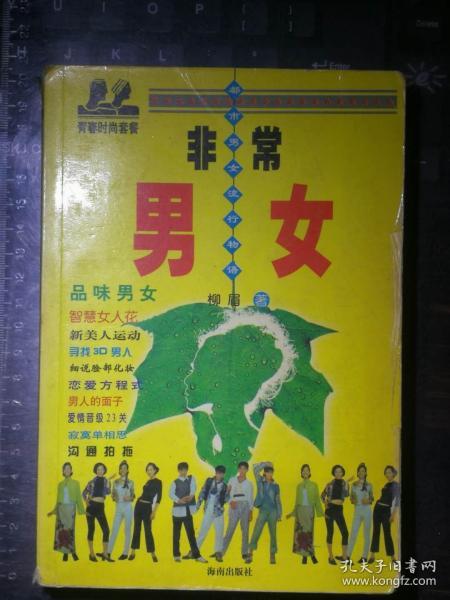 U I O P
J K L
Enter
青春时尚套餐
都市男女流行物语
非常
男女
柳眉 著
品味男女
智慧女人花
新美人运动
寻找3D男人
细说脸部化妆
恋爱方程式
男人的面子
爱情晋级23关
寂寞单相思
沟通拍拖
海南出版社
孔夫子旧书网
www.kongfz.com